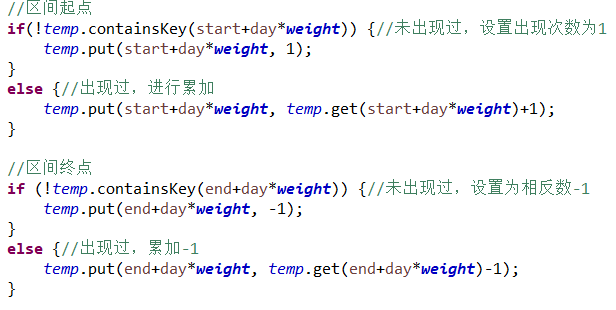 //区间起点
if(!temp.containsKey(start+day*weight)) {//未出现过，设置出现次数为1
    temp.put(start+day*weight, 1);
}
else {//出现过，进行累加
    temp.put(start+day*weight, temp.get(start+day*weight)+1);
}
//区间终点
if (!temp.containsKey(end+day*weight)) {//未出现过，设置为相反数-1
    temp.put(end+day*weight, -1);
}
else {//出现过，累加-1
    temp.put(end+day*weight, temp.get(end+day*weight)-1);
}